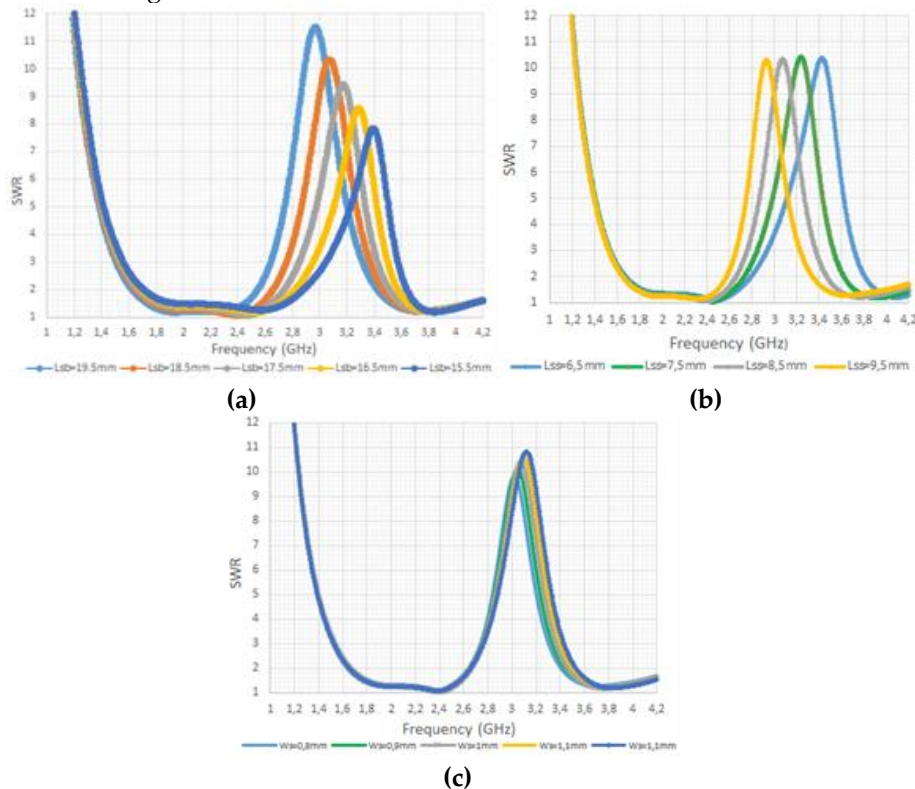 12
11
10
9
8
7
6
5
4
3
2
1
SWR
1 1,2 1,4 1,6 1,8 2 2,2 2,4 2,6 2,8 3 3,2 3,4 3,6 3,8 4 4,2
Frequency (GHz)
Lsb=19.5mm Lsb=18.5mm Lsb=17.5mm Lsb=16.5mm Lsb=15.5mm
(a)
12
11
10
9
8
7
6
5
4
3
2
1
SWR
1 1,2 1,4 1,6 1,8 2 2,2 2,4 2,6 2,8 3 3,2 3,4 3,6 3,8 4 4,2
Frequency (GHz)
Lss=6,5mm Lss=7,5mm Lss=8,5mm Lss=9,5mm
(b)
12
11
10
9
8
7
6
5
4
3
2
1
SWR
1 1,2 1,4 1,6 1,8 2 2,2 2,4 2,6 2,8 3 3,2 3,4 3,6 3,8 4 4,2
Frequency (GHz)
Ws=0,8mm Ws=0,9mm Ws=1mm Ws=1,1mm Ws=1,1mm
(c)